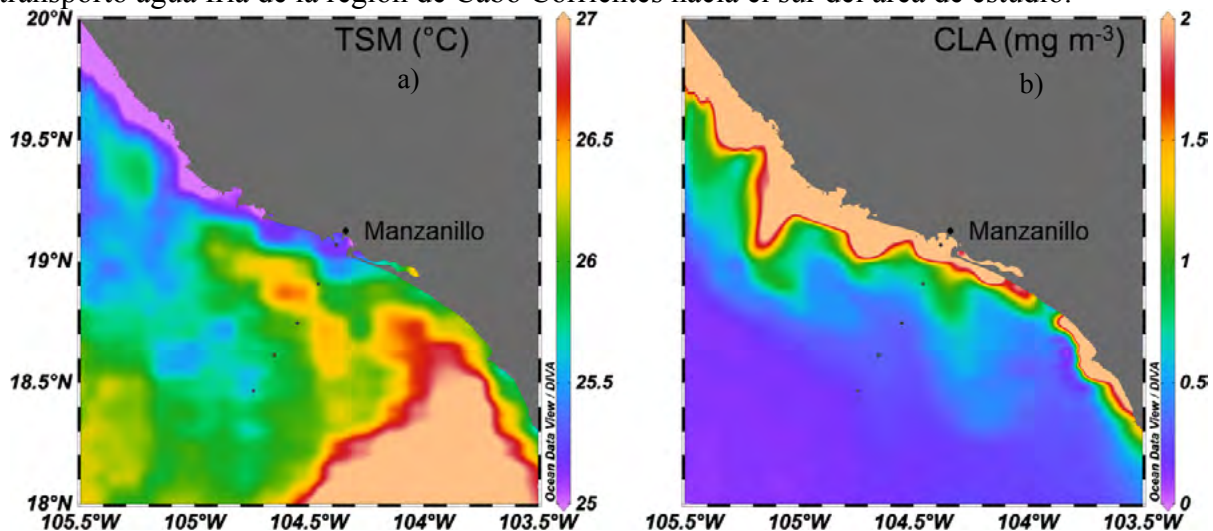 transportó agua fría de la región de Cabo Corrientes hacia el sur del área de estudio.
TSM (°C)
a)
Manzanillo
20°N
19.5°N
19°N
18.5°N
18°N
105.5°W
105°W
104.5°W
104°W
103.5°W
27
26.5
26
25.5
25
Ocean Data View / DIVA
CLA (mg m-3)
b)
Manzanillo
105.5°W
105°W
104.5°W
104°W
103.5°W
2
1.5
1
0.5
0
Ocean Data View / DIVA